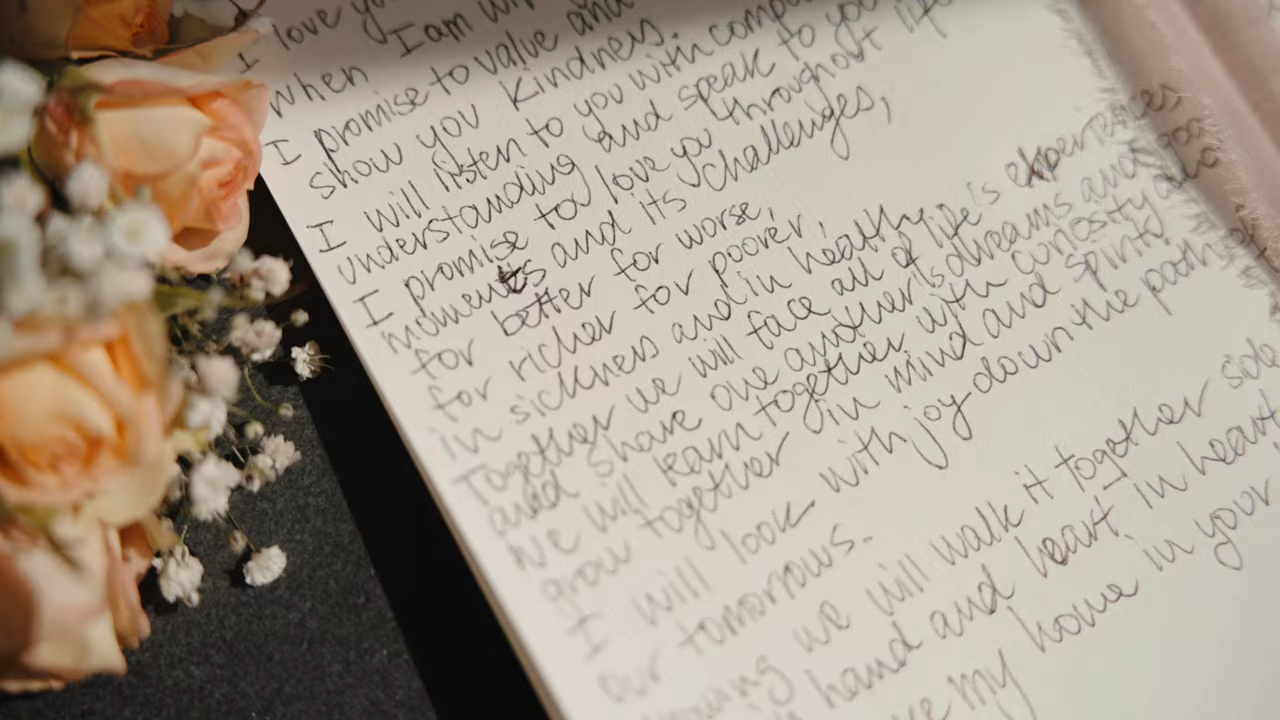 I love you
when I am
I promise to value and
show you kindness.
I will listen to you with
understanding and speak to you
I promise to love you throughout life
moments and its challenges,
for better for worse,
for richer for poorer,
in sickness and in health,
Together we will face all of life's experiences
and share one another's dreams and
We will learn together with curiosity and
grow together in mind and spirit
I will look with joy down the path
our tomorrows.
we will walk it together side
hand and heart in heart
my home in your